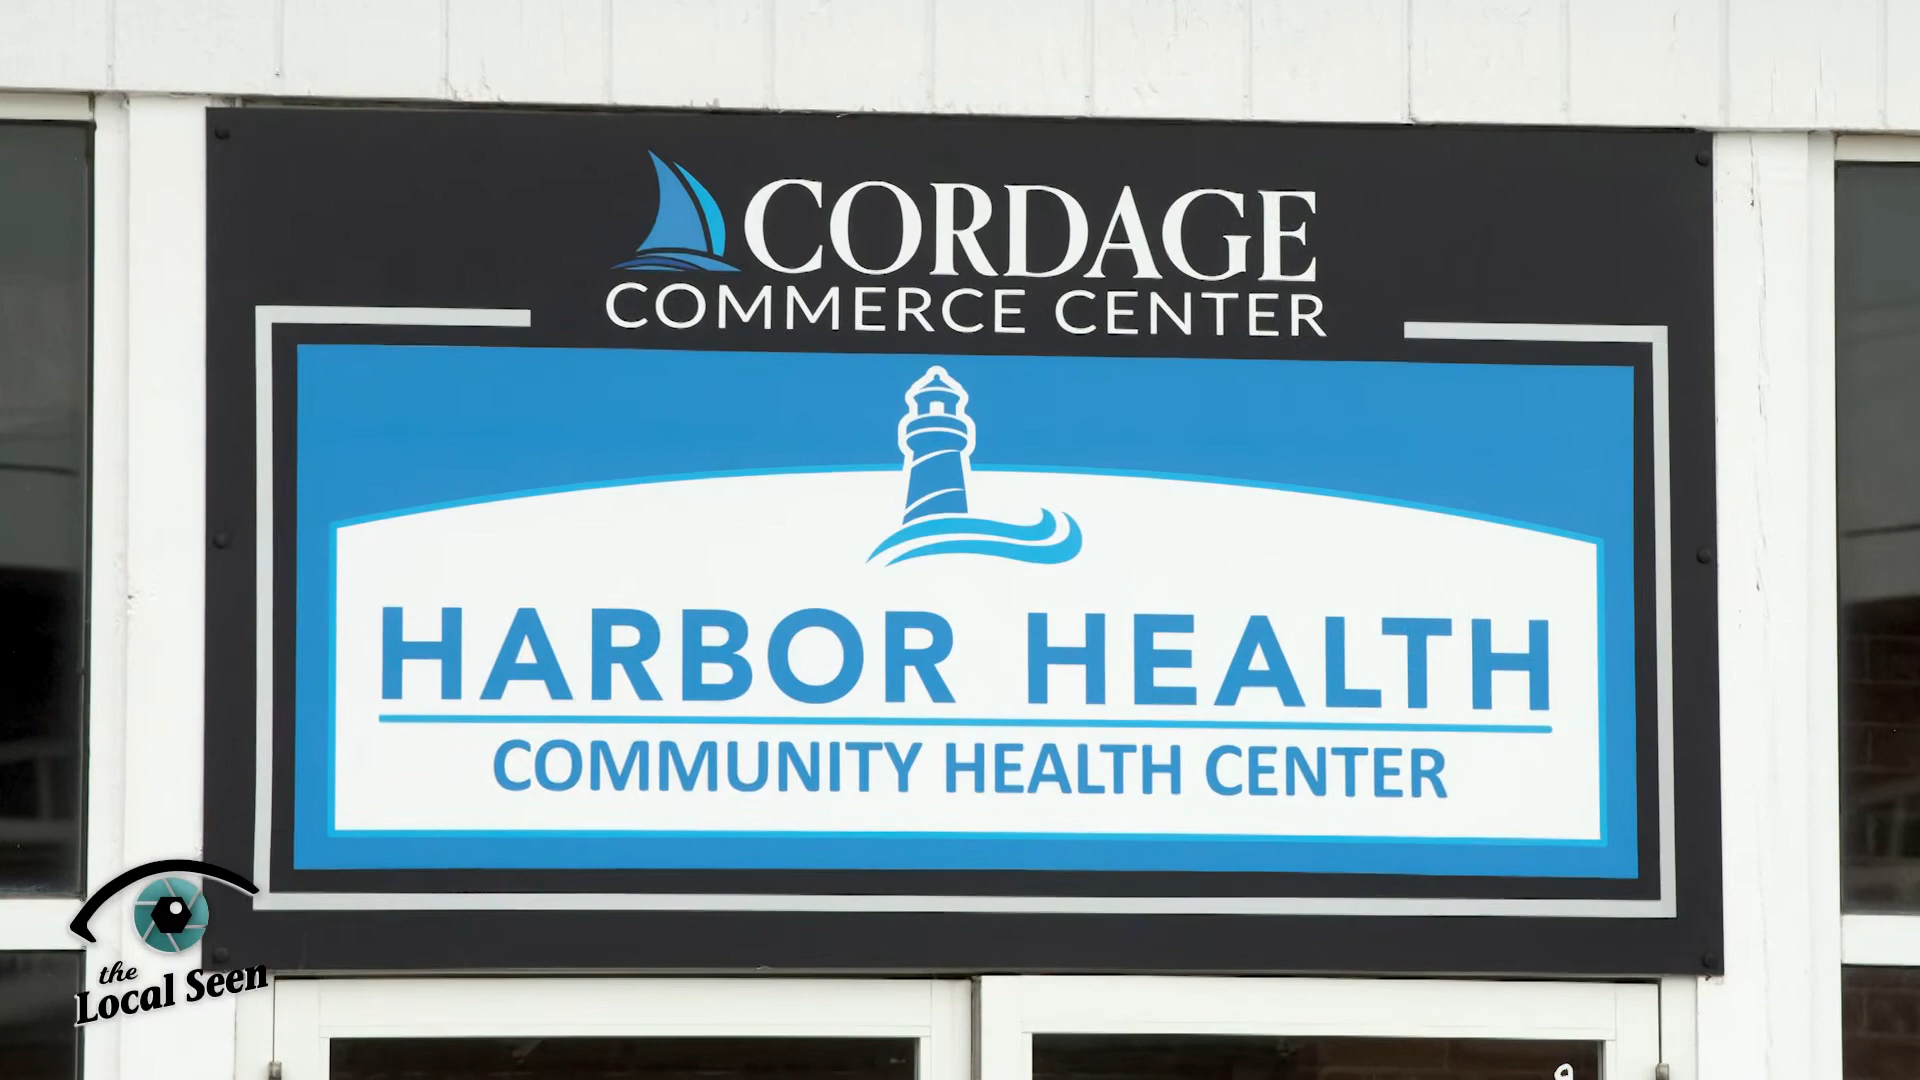 CORDAGE
COMMERCE CENTER
HARBOR HEALTH
COMMUNITY HEALTH CENTER
the
Local Seen